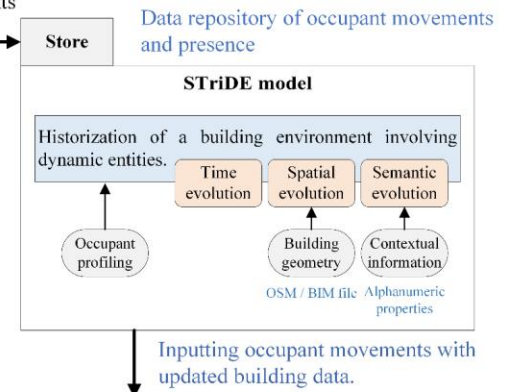 Data repository of occupant movements
Store
and presence
STriDE model
Historization of a building environment involving
dynamic entities.
Time
evolution
Spatial
evolution
Semantic
evolution
Occupant
profiling
Building
geometry
Contextual
information
OSM / BIM file
Alphanumeric
properties
Inputting occupant movements with
updated building data.